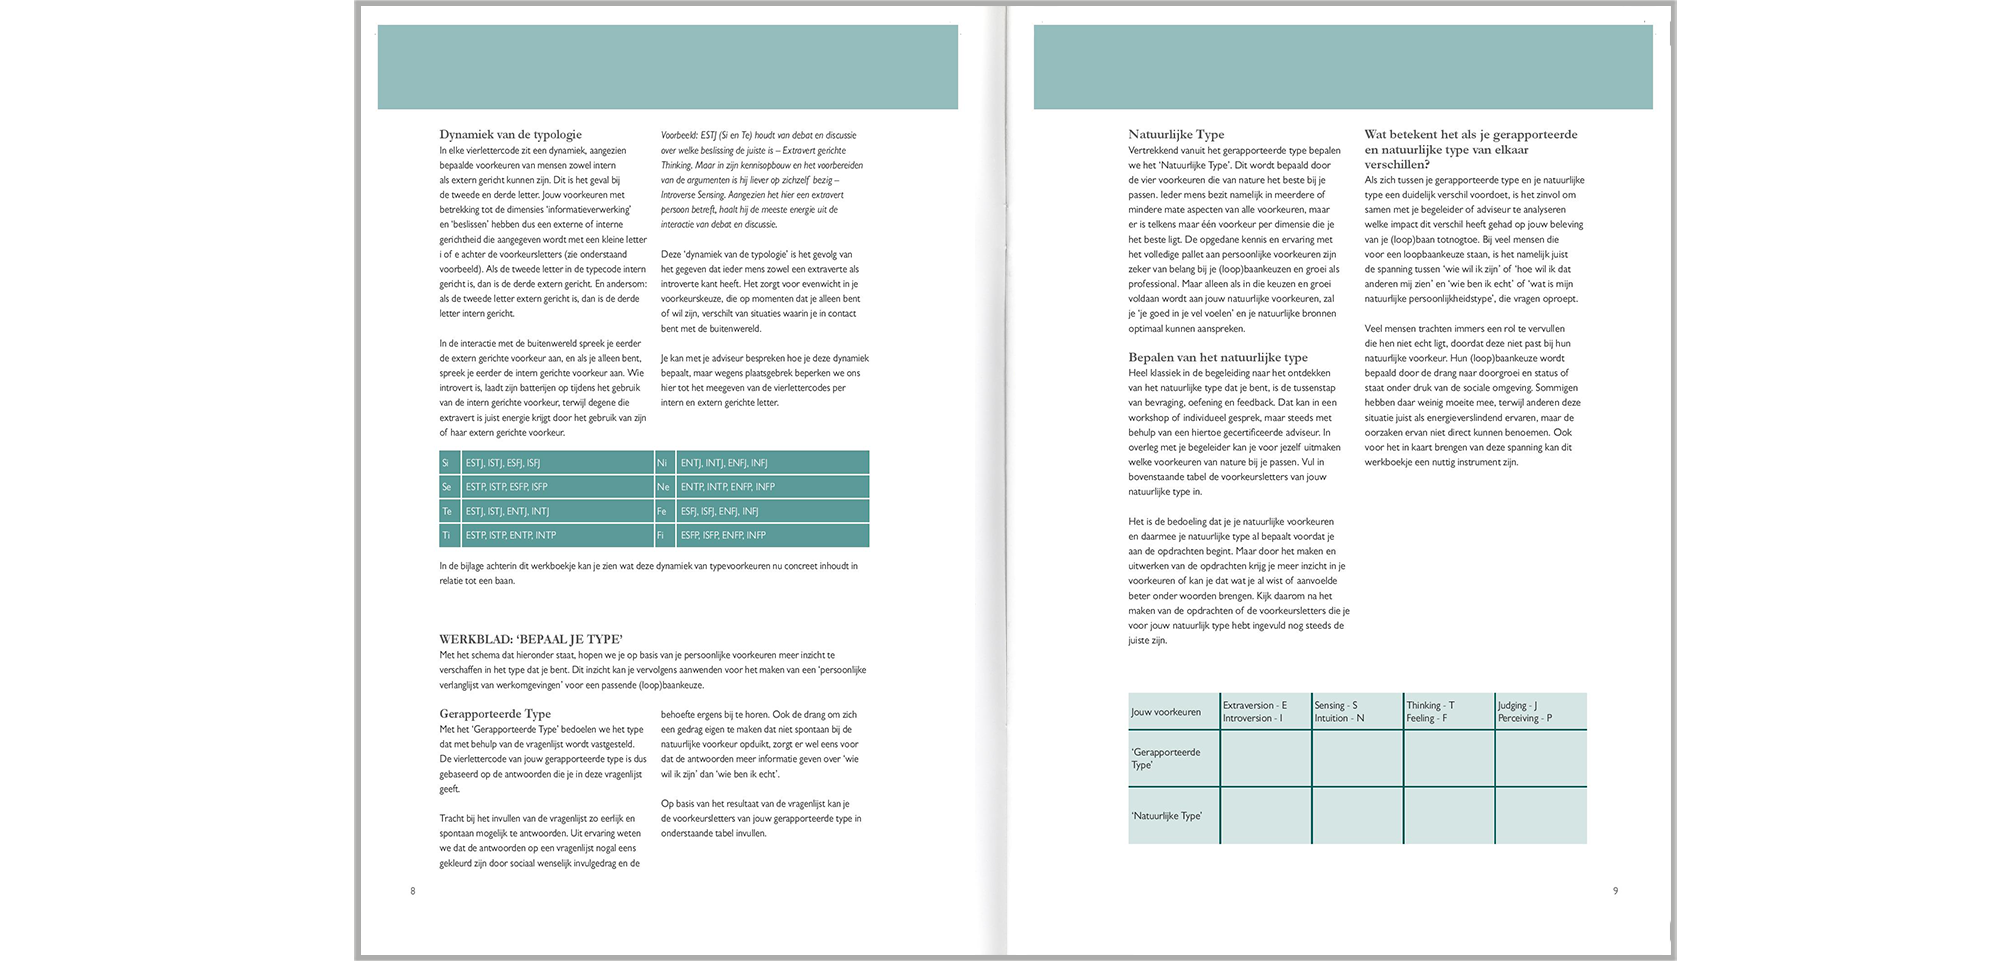 Dynamiek van de typologie
In elke vierlettercode zit een dynamiek, aangezien
bepaalde voorkeuren van mensen zowel intern
als extern gericht kunnen zijn. Dit is het geval bij
de tweede en derde letter. Jouw voorkeuren met
betrekking tot de dimensies ‘informatieverwerking’
en ‘beslissen’ hebben dus een externe of interne
gerichtheid die aangegeven wordt met een kleine letter
i of e achter de voorkeursletters (zie onderstaand
voorbeeld). Als de tweede letter in de typecode intern
gericht is, dan is de derde extern gericht. En andersom:
als de tweede letter extern gericht is, dan is de derde
letter intern gericht.
In de interactie met de buitenwereld spreek je eerder
de extern gerichte voorkeur aan, en als je alleen bent,
spreek je eerder de intern gerichte voorkeur aan. Wie
introvert is, laadt zijn batterijen op tijdens het gebruik
van de intern gerichte voorkeur, terwijl degene die
extravert is juist energie krijgt door het gebruik van zijn
of haar extern gerichte voorkeur.
Voorbeeld: ESTJ (Si en Te) houdt van debat en discussie
over welke beslissing de juiste is – Extravert gerichte
Thinking. Maar in zijn kennisopbouw en het voorbereiden
van de argumenten is hij liever op zichzelf bezig –
Introverse Sensing. Aangezien het hier een extravert
persoon betreft, haalt hij de meeste energie uit de
interactie van debat en discussie.
Deze ‘dynamiek van de typologie’ is het gevolg van
het gegeven dat ieder mens zowel een extraverte als
introverte kant heeft. Het zorgt voor evenwicht in je
voorkeurskeuze, die op momenten dat je alleen bent
of wil zijn, verschilt van situaties waarin je in contact
bent met de buitenwereld.
Je kan met je adviseur bespreken hoe je deze dynamiek
bepaalt, maar wegens plaatsgebrek beperken we ons
hier tot het meegeven van de vierlettercodes per
intern en extern gerichte letter.
Si ESTJ, ISTJ, ESFJ, ISFJ Ni ENTJ, INTJ, ENFJ, INFJ
Se ESTP, ISTP, ESFP, ISFP Ne ENTP, INTP, ENFP, INFP
Te ESTJ, ISTJ, ENTJ, INTJ Fe ESFJ, ISFJ, ENFJ, INFJ
Ti ESTP, ISTP, ENTP, INTP Fi ESFP, ISFP, ENFP, INFP
In de bijlage achterin dit werkboekje kan je zien wat deze dynamiek van typevoorkeuren nu concreet inhoudt in
relatie tot een baan.
WERKBLAD: ‘BEPAAL JE TYPE’
Met het schema dat hieronder staat, hopen we je op basis van je persoonlijke voorkeuren meer inzicht te
verschaffen in het type dat je bent. Dit inzicht kan je vervolgens aanwenden voor het maken van een ‘persoonlijke
verlanglijst van werkomgevingen’ voor een passende (loop)baankeuze.
Gerapporteerde Type
Met het ‘Gerapporteerde Type’ bedoelen we het type
dat met behulp van de vragenlijst wordt vastgesteld.
De vierlettercode van jouw gerapporteerde type is dus
gebaseerd op de antwoorden die je in deze vragenlijst
geeft.
Tracht bij het invullen van de vragenlijst zo eerlijk en
spontaan mogelijk te antwoorden. Uit ervaring weten
we dat de antwoorden op een vragenlijst nogal eens
gekleurd zijn door sociaal wenselijk invulgedrag en de
behoefte ergens bij te horen. Ook de drang om zich
een gedrag eigen te maken dat niet spontaan bij de
natuurlijke voorkeur opduikt, zorgt er wel eens voor
dat de antwoorden meer informatie geven over ‘wie
wil ik zijn’ dan ‘wie ben ik echt’.
Op basis van het resultaat van de vragenlijst kan je
de voorkeursletters van jouw gerapporteerde type in
onderstaande tabel invullen.
8
Natuurlijke Type
Vertrekkend vanuit het gerapporteerde type bepalen
we het ‘Natuurlijke Type’. Dit wordt bepaald door
de vier voorkeuren die van nature het beste bij je
passen. Ieder mens bezit namelijk in meerdere of
mindere mate aspecten van alle voorkeuren, maar
er is telkens maar één voorkeur per dimensie die je
het beste ligt. De opgedane kennis en ervaring met
het volledige pallet aan persoonlijke voorkeuren zijn
zeker van belang bij je (loop)baankeuzen en groei als
professional. Maar alleen als in die keuzen en groei
voldaan wordt aan jouw natuurlijke voorkeuren, zal
je ‘je goed in je vel voelen’ en je natuurlijke bronnen
optimaal kunnen aanspreken.
Bepalen van het natuurlijke type
Heel klassiek in de begeleiding naar het ontdekken
van het natuurlijke type dat je bent, is de tussenstap
van bevraging, oefening en feedback. Dat kan in een
workshop of individueel gesprek, maar steeds met
behulp van een hiertoe gecertificeerde adviseur. In
overleg met je begeleider kan je voor jezelf uitmaken
welke voorkeuren van nature bij je passen. Vul in
bovenstaande tabel de voorkeursletters van jouw
natuurlijke type in.
Het is de bedoeling dat je je natuurlijke voorkeuren
en daarmee je natuurlijke type al bepaalt voordat je
aan de opdrachten begint. Maar door het maken en
uitwerken van de opdrachten krijg je meer inzicht in je
voorkeuren of kan je dat wat je al wist of aanvoelde
beter onder woorden brengen. Kijk daarom na het
maken van de opdrachten of de voorkeursletters die je
voor jouw natuurlijk type hebt ingevuld nog steeds de
juiste zijn.
Wat betekent het als je gerapporteerde
en natuurlijke type van elkaar
verschillen?
Als zich tussen je gerapporteerde type en je natuurlijke
type een duidelijk verschil voordoet, is het zinvol om
samen met je begeleider of adviseur te analyseren
welke impact dit verschil heeft gehad op jouw beleving
van je (loop)baan totnogtoe. Bij veel mensen die
voor een loopbaankeuze staan, is het namelijk juist
de spanning tussen ‘wie wil ik zijn’ of ‘hoe wil ik dat
anderen mij zien’ en ‘wie ben ik echt’ of ‘wat is mijn
natuurlijke persoonlijkheidstype’, die vragen oproept.
Veel mensen trachten immers een rol te vervullen
die hen niet echt ligt, doordat deze niet past bij hun
natuurlijke voorkeur. Hun (loop)baankeuze wordt
bepaald door de drang naar doorgroei en status of
staat onder druk van de sociale omgeving. Sommigen
hebben daar weinig moeite mee, terwijl anderen deze
situatie juist als energieverslindend ervaren, maar de
oorzaken ervan niet direct kunnen benoemen. Ook
voor het in kaart brengen van deze spanning kan dit
werkboekje een nuttig instrument zijn.
Jouw voorkeuren
Extraversion - E
Introversion - I
Sensing - S
Intuition - N
Thinking - T
Feeling - F
Judging - J
Perceiving - P
‘Gerapporteerde
Type’
‘Natuurlijke Type’
9